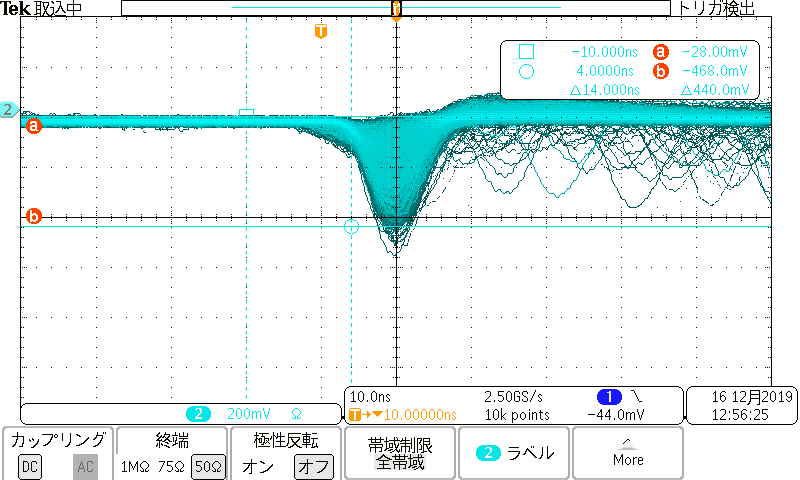 Tek 取込中
トリガ検出
T
-10.000ns a -28.00mV
4.0000ns b -468.0mV
△14.000ns △440.0mV
2
a
b
2 200mV Ω
10.0ns 2.50GS/s 1
T→▼10.00000ns 10k points -44.0mV
16 12月2019
12:56:25
カップリング
DC AC
終端
1MΩ 75Ω 50Ω
極性反転
オン オフ
帯域制限
全帯域
2 ラベル
More